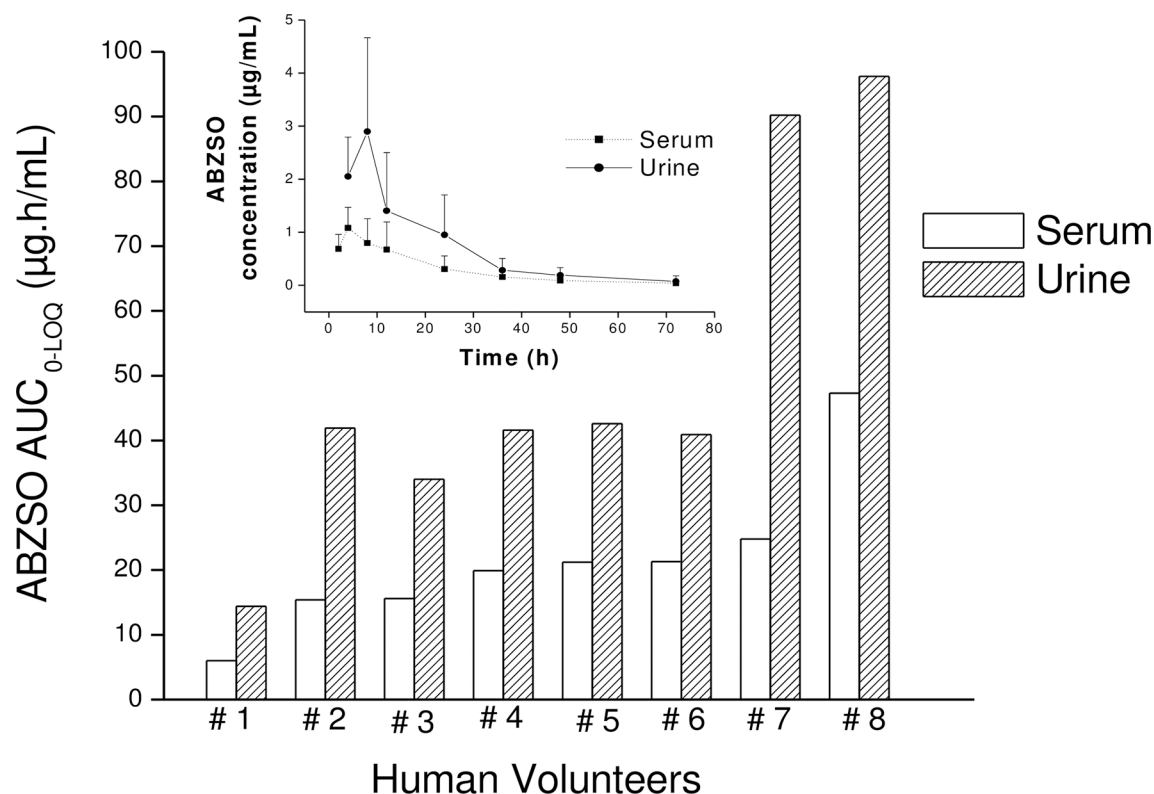 ABZSO AUC0-LOQ (µg.h/mL)
100
90
80
70
60
50
40
30
20
10
0
ABZSO
concentration (µg/mL)
5
4
3
2
1
0
0 10 20 30 40 50 60 70 80
Time (h)
Serum
Urine
Serum
Urine
# 1 # 2 # 3 # 4 # 5 # 6 # 7 # 8
Human Volunteers